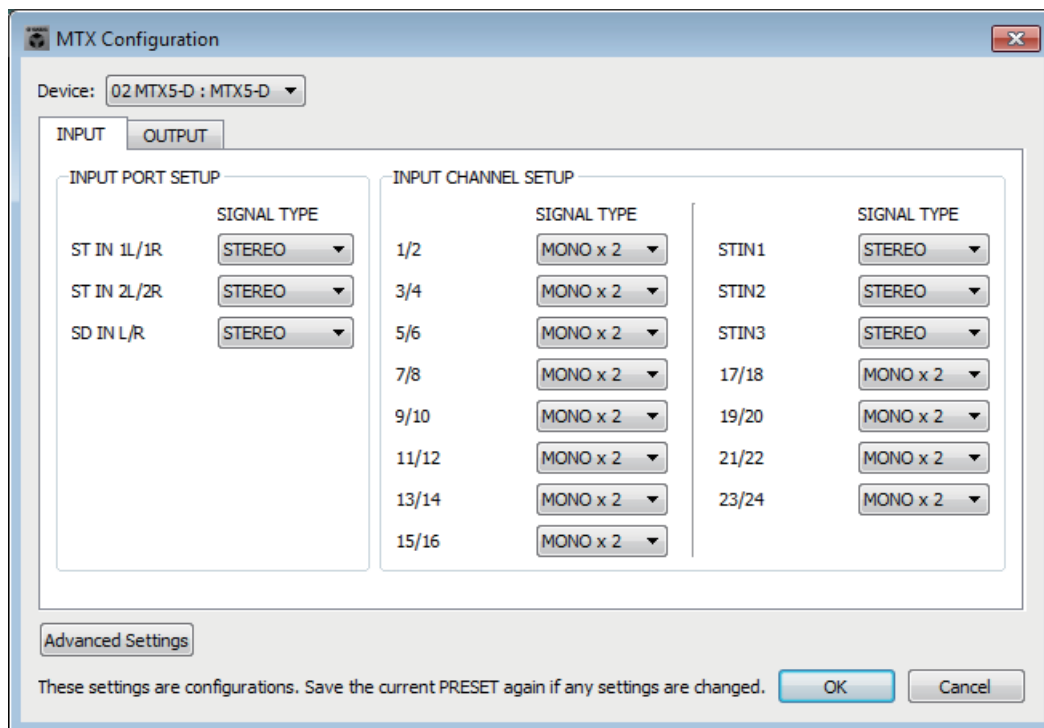 MTX Configuration
Device: 02 MTX5-D : MTX5-D
INPUT OUTPUT
INPUT PORT SETUP
SIGNAL TYPE
ST IN 1L/1R STEREO
ST IN 2L/2R STEREO
SD IN L/R STEREO
INPUT CHANNEL SETUP
SIGNAL TYPE
1/2 MONO x 2
3/4 MONO x 2
5/6 MONO x 2
7/8 MONO x 2
9/10 MONO x 2
11/12 MONO x 2
13/14 MONO x 2
15/16 MONO x 2
SIGNAL TYPE
STIN1 STEREO
STIN2 STEREO
STIN3 STEREO
17/18 MONO x 2
19/20 MONO x 2
21/22 MONO x 2
23/24 MONO x 2
Advanced Settings
These settings are configurations. Save the current PRESET again if any settings are changed. OK Cancel